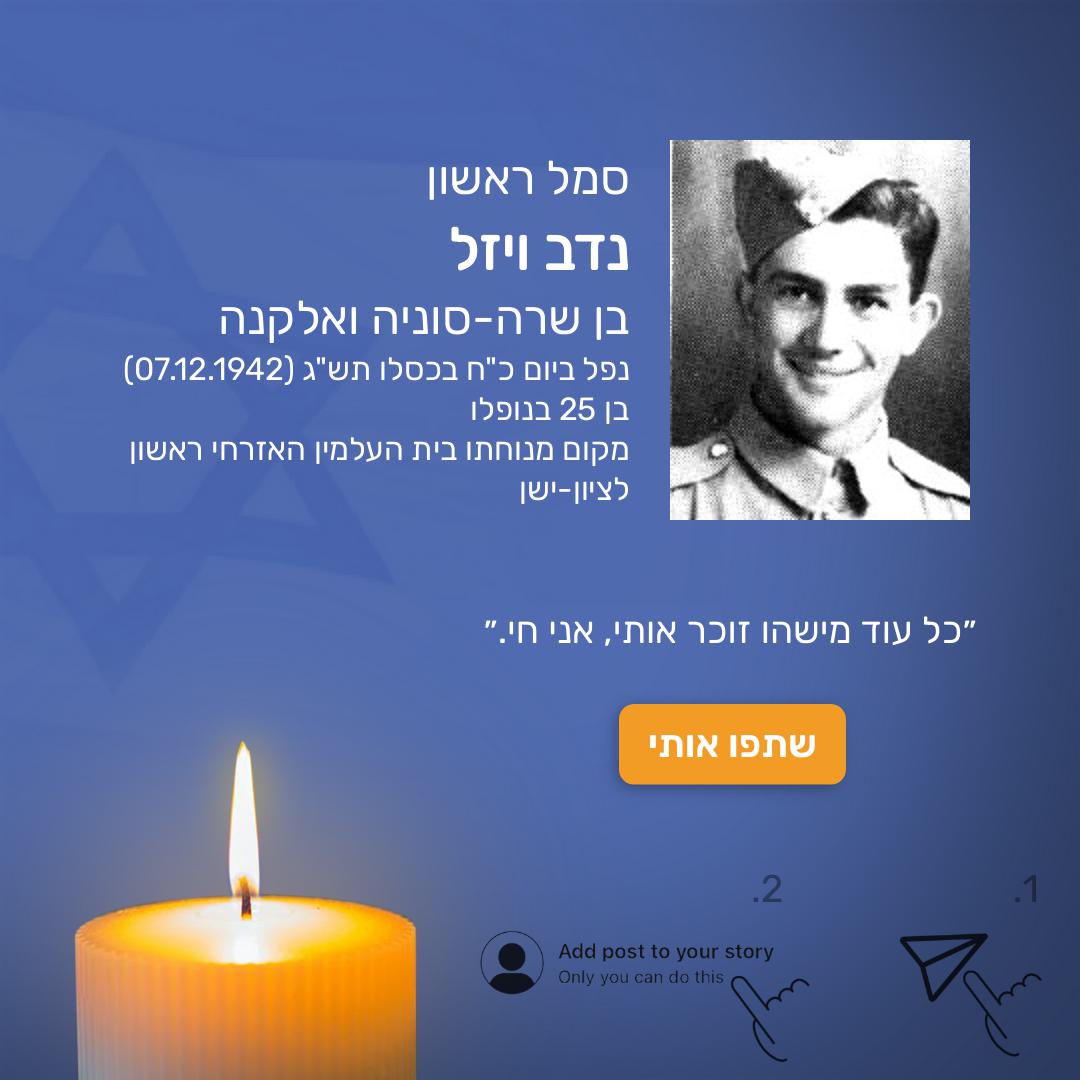 סמל ראשון
נדב ויזל
בן שרה-סוניה ואלקנה
נפל ביום כ"ח בכסלו תש"ג (07.12.1942)
בן 25 בנופלו
מקום מנוחתו בית העלמין האזרחי ראשון
לציון-ישן
״כל עוד מישהו זוכר אותי, אני חי.״
שתפו אותי
.1
.2
Add post to your story
Only you can do this